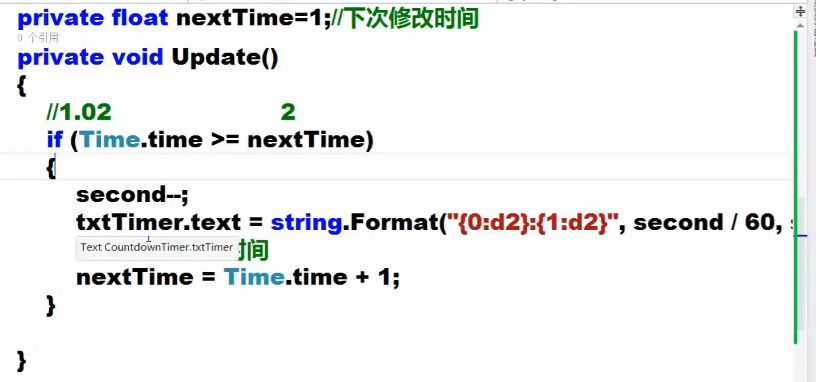 private float nextTime=1;//下次修改时间
0 个引用
private void Update()
{
//1.02 2
if (Time.time >= nextTime)
{
second--;
txtTimer.text = string.Format("{0:d2}:{1:d2}", second / 60,
Text CountdownTimer.txtTimer 时间
nextTime = Time.time + 1;
}
}